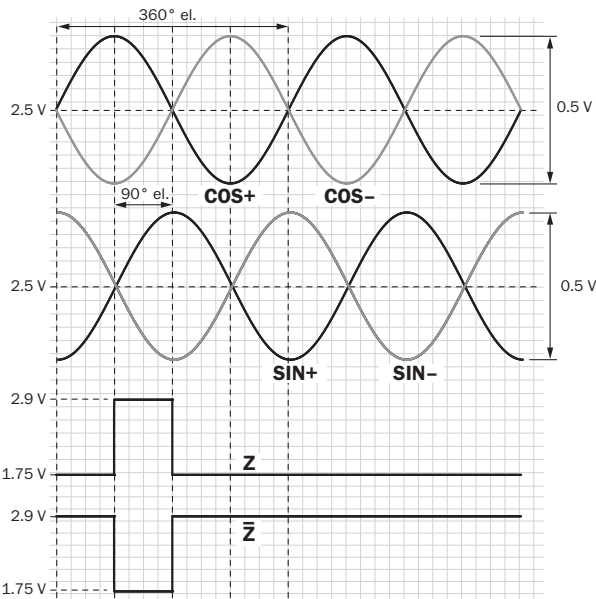 360° el.
2.5 V
0.5 V
90° el.
COS+
COS–
2.5 V
0.5 V
SIN+
SIN–
2.9 V
Z
1.75 V
2.9 V
Z̅
1.75 V